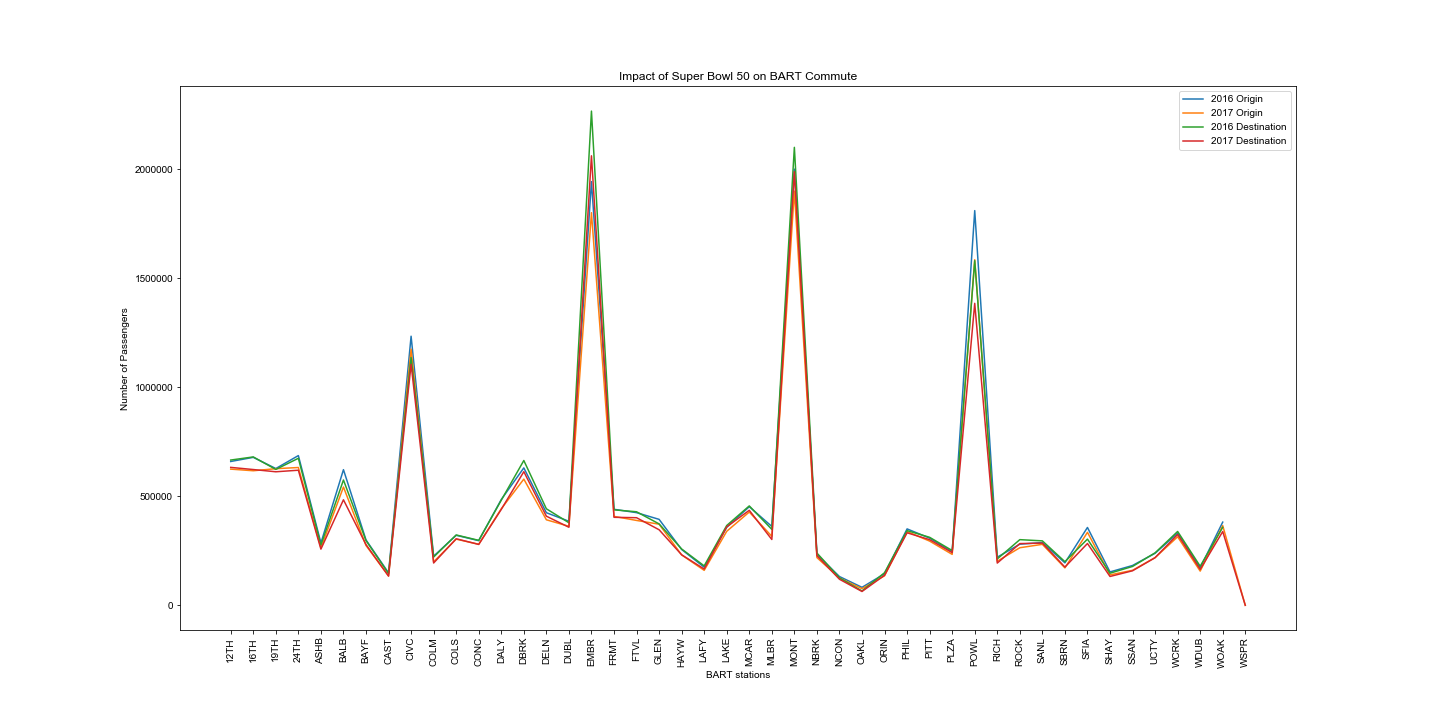 Impact of Super Bowl 50 on BART Commute
2016 Origin
2017 Origin
2016 Destination
2017 Destination
Number of Passengers
2000000
1500000
1000000
500000
0
12TH
16TH
19TH
24TH
ASHB
BALB
BAYF
CAST
CIVC
COLM
COLS
CONC
DALY
DBRK
DELN
DUBL
EMBR
FRMT
FTVL
GLEN
HAYW
LAFY
LAKE
MCAR
MLBR
MONT
NBRK
NCON
OAKL
ORIN
PHIL
PITT
PLZA
POWL
RICH
ROCK
SANL
SBRN
SFIA
SHAY
SSAN
UCTY
WCRK
WDUB
WOAK
WSPR
BART stations